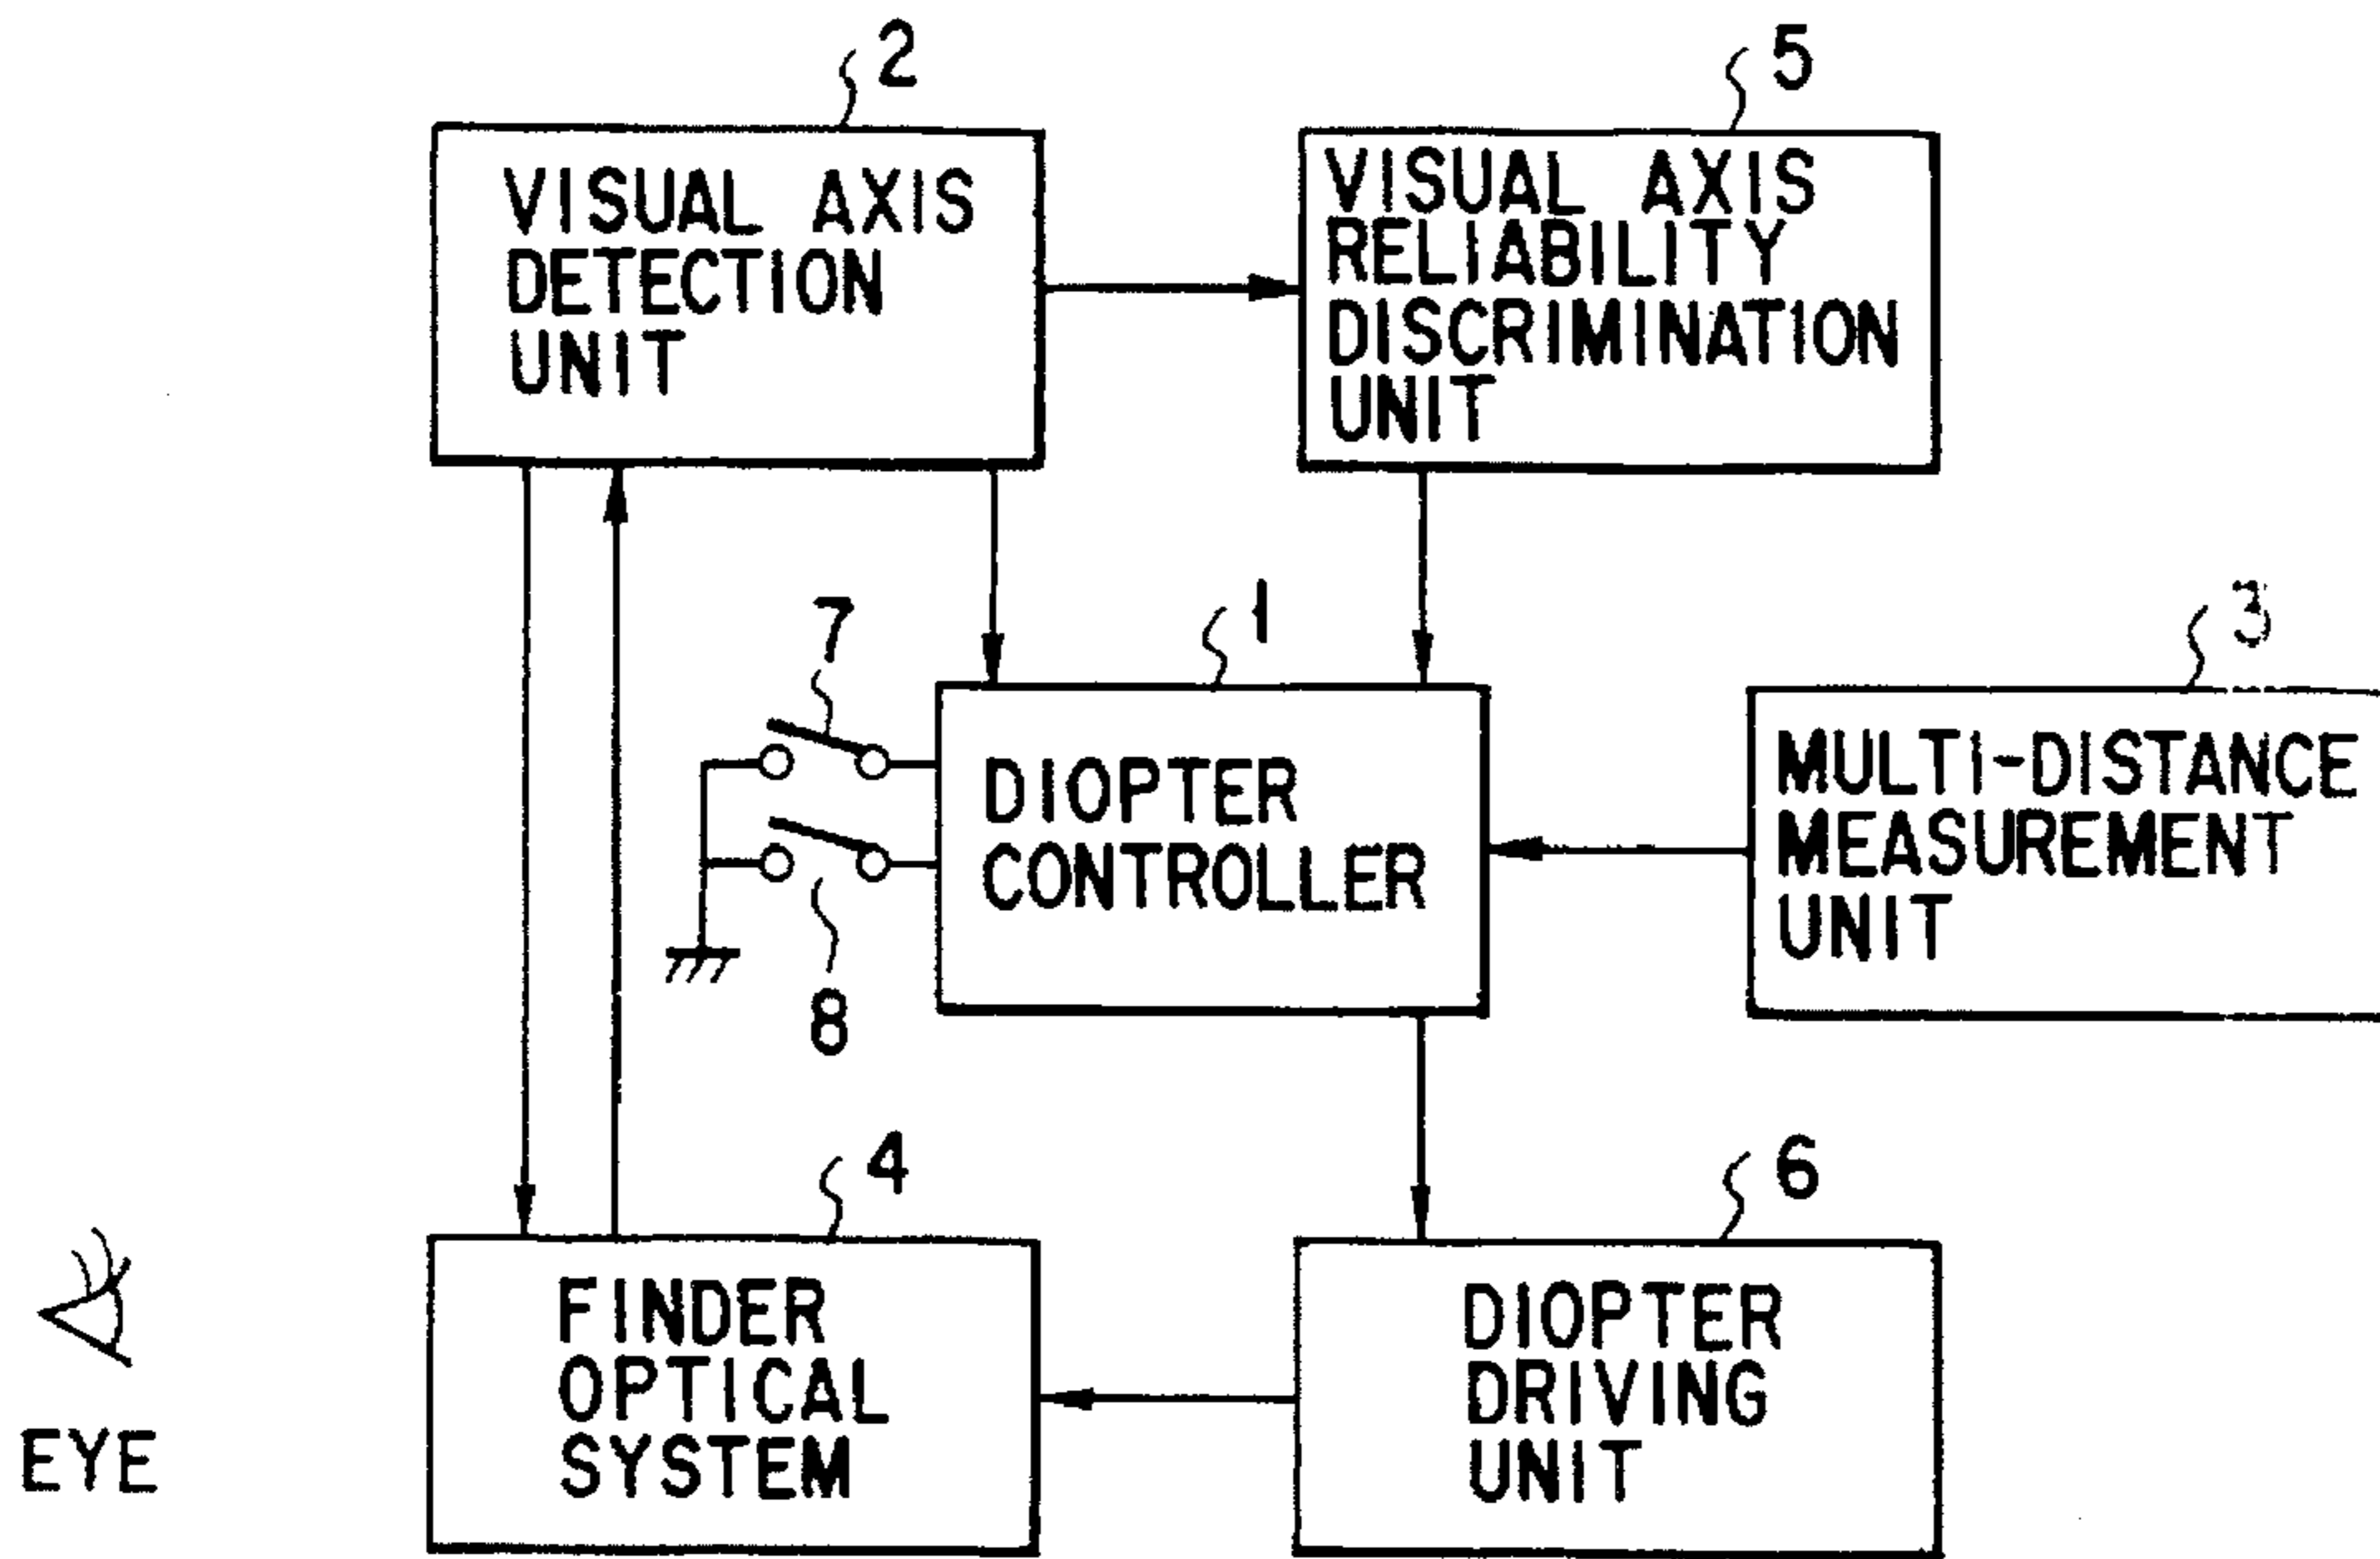 2
5
VISUAL AXIS
DETECTION
UNIT
VISUAL AXIS
RELIABILITY
DISCRIMINATION
UNIT
7
1
3
DIOPTER
CONTROLLER
MULTI-DISTANCE
MEASUREMENT
UNIT
8
4
6
FINDER
OPTICAL
SYSTEM
DIOPTER
DRIVING
UNIT
EYE